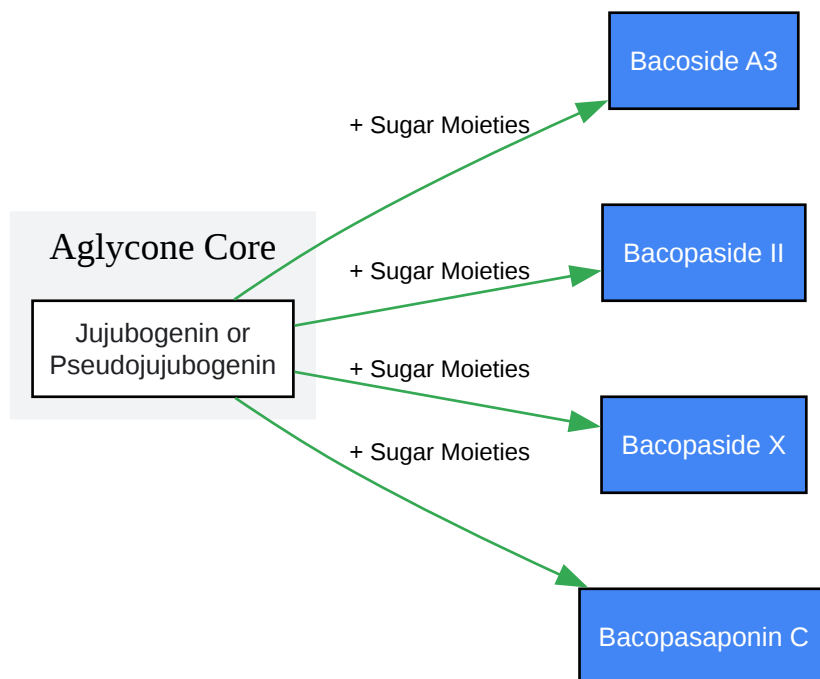 Bacoside A3
+ Sugar Moieties
Aglycone Core
Bacopaside II
+ Sugar Moieties
Jujubogenin or
Pseudojujubogenin
+ Sugar Moieties
Bacopaside X
+ Sugar Moieties
Bacopasaponin C